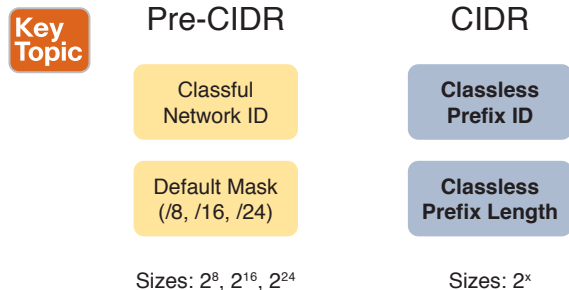 Key
Topic
Pre-CIDR
CIDR
Classful
Network ID
Classless
Prefix ID
Default Mask
(/8, /16, /24)
Classless
Prefix Length
Sizes: 2⁸, 2¹⁶, 2²⁴
Sizes: 2ˣ